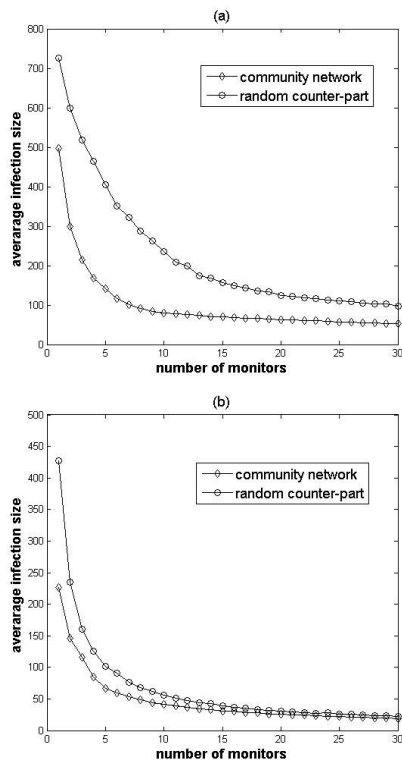 (a)
800
700
600
500
400
300
200
100
0
averarage infection size
community network
random counter-part
0 5 10 15 20 25 30
number of monitors
(b)
500
450
400
350
300
250
200
150
100
50
0
averarage infection size
community network
random counter-part
0 5 10 15 20 25 30
number of monitors